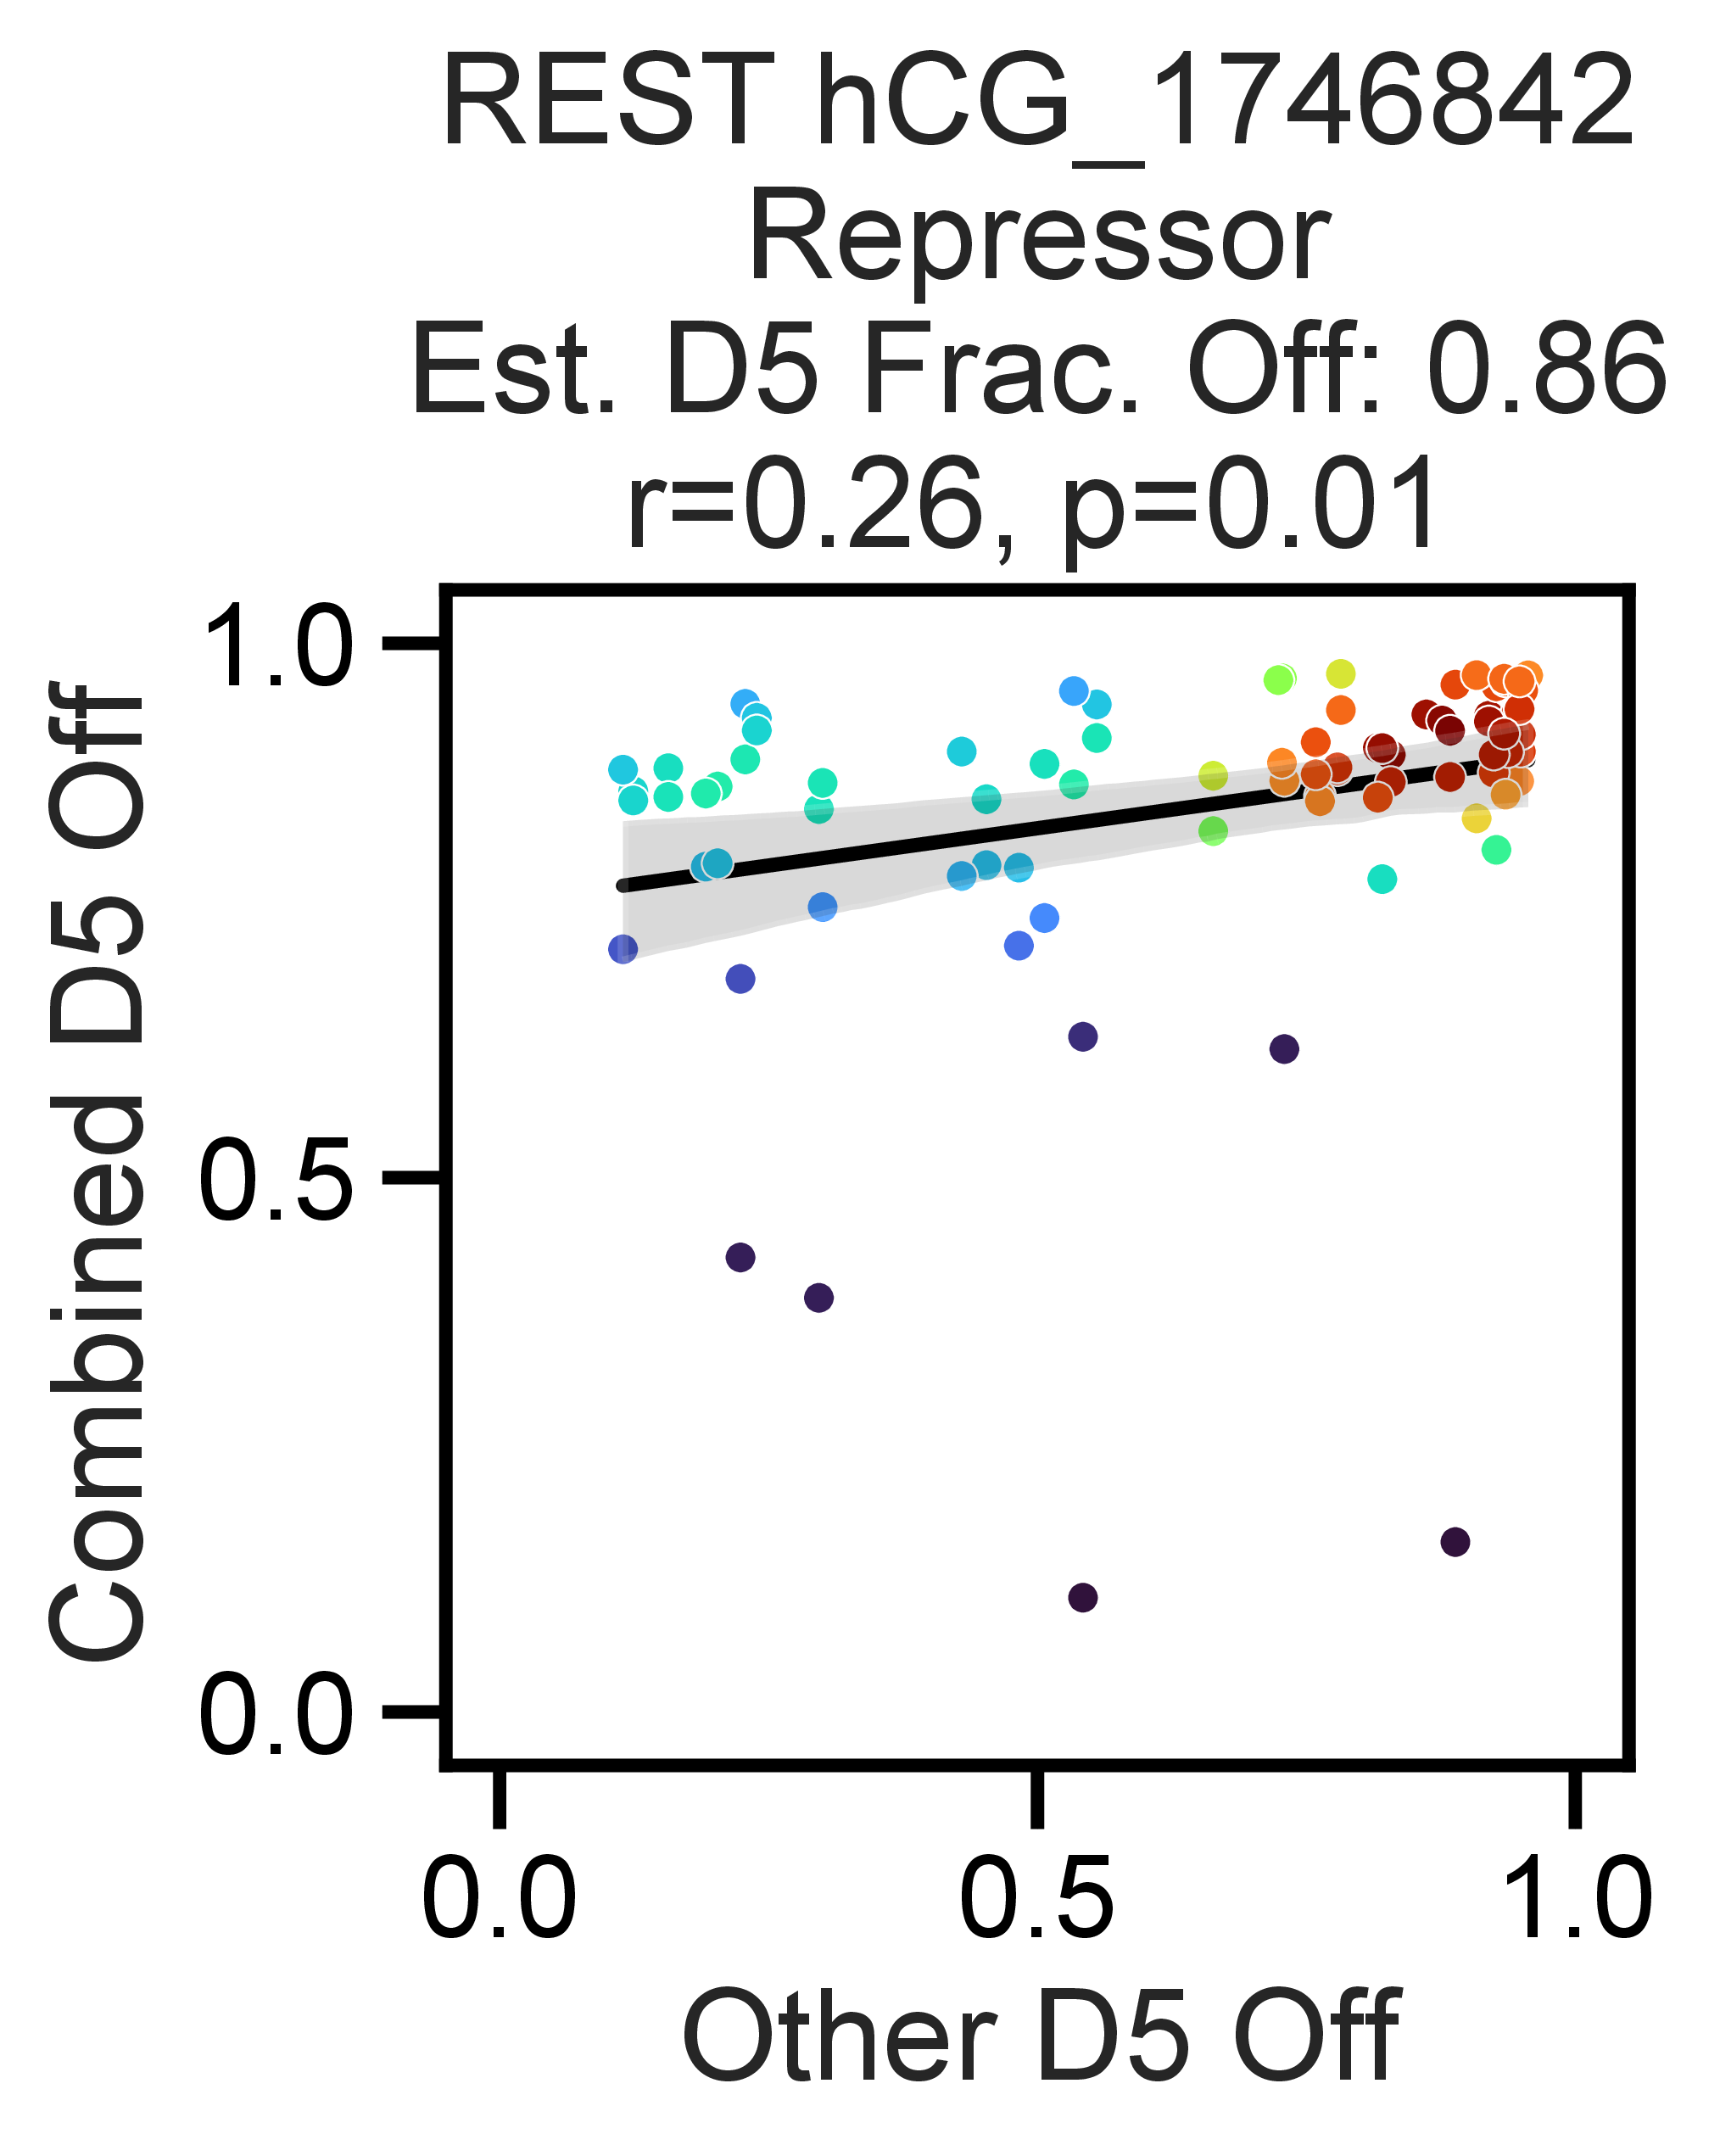 REST hCG_1746842
Repressor
Est. D5 Frac. Off: 0.86
r=0.26, p=0.01
Combined D5 Off
1.0
0.5
0.0
0.0 0.5 1.0
Other D5 Off